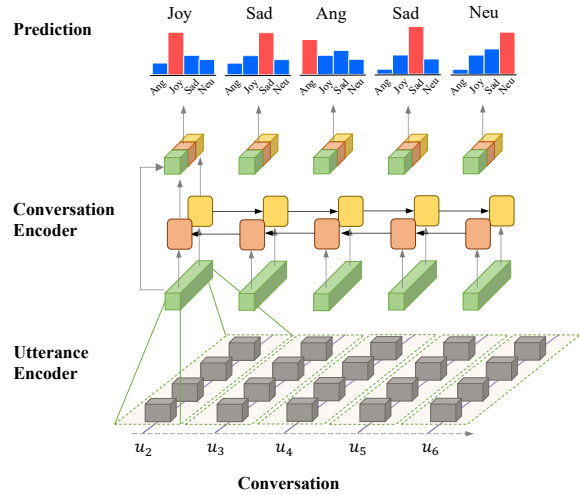 Prediction
Joy Sad Ang Sad Neu
Ang Joy Sad Neu Ang Joy Sad Neu Ang Joy Sad Neu Ang Joy Sad Neu Ang Joy Sad Neu
Conversation
Encoder
Utterance
Encoder
u₂ u₃ u₄ u₅ u₆
Conversation